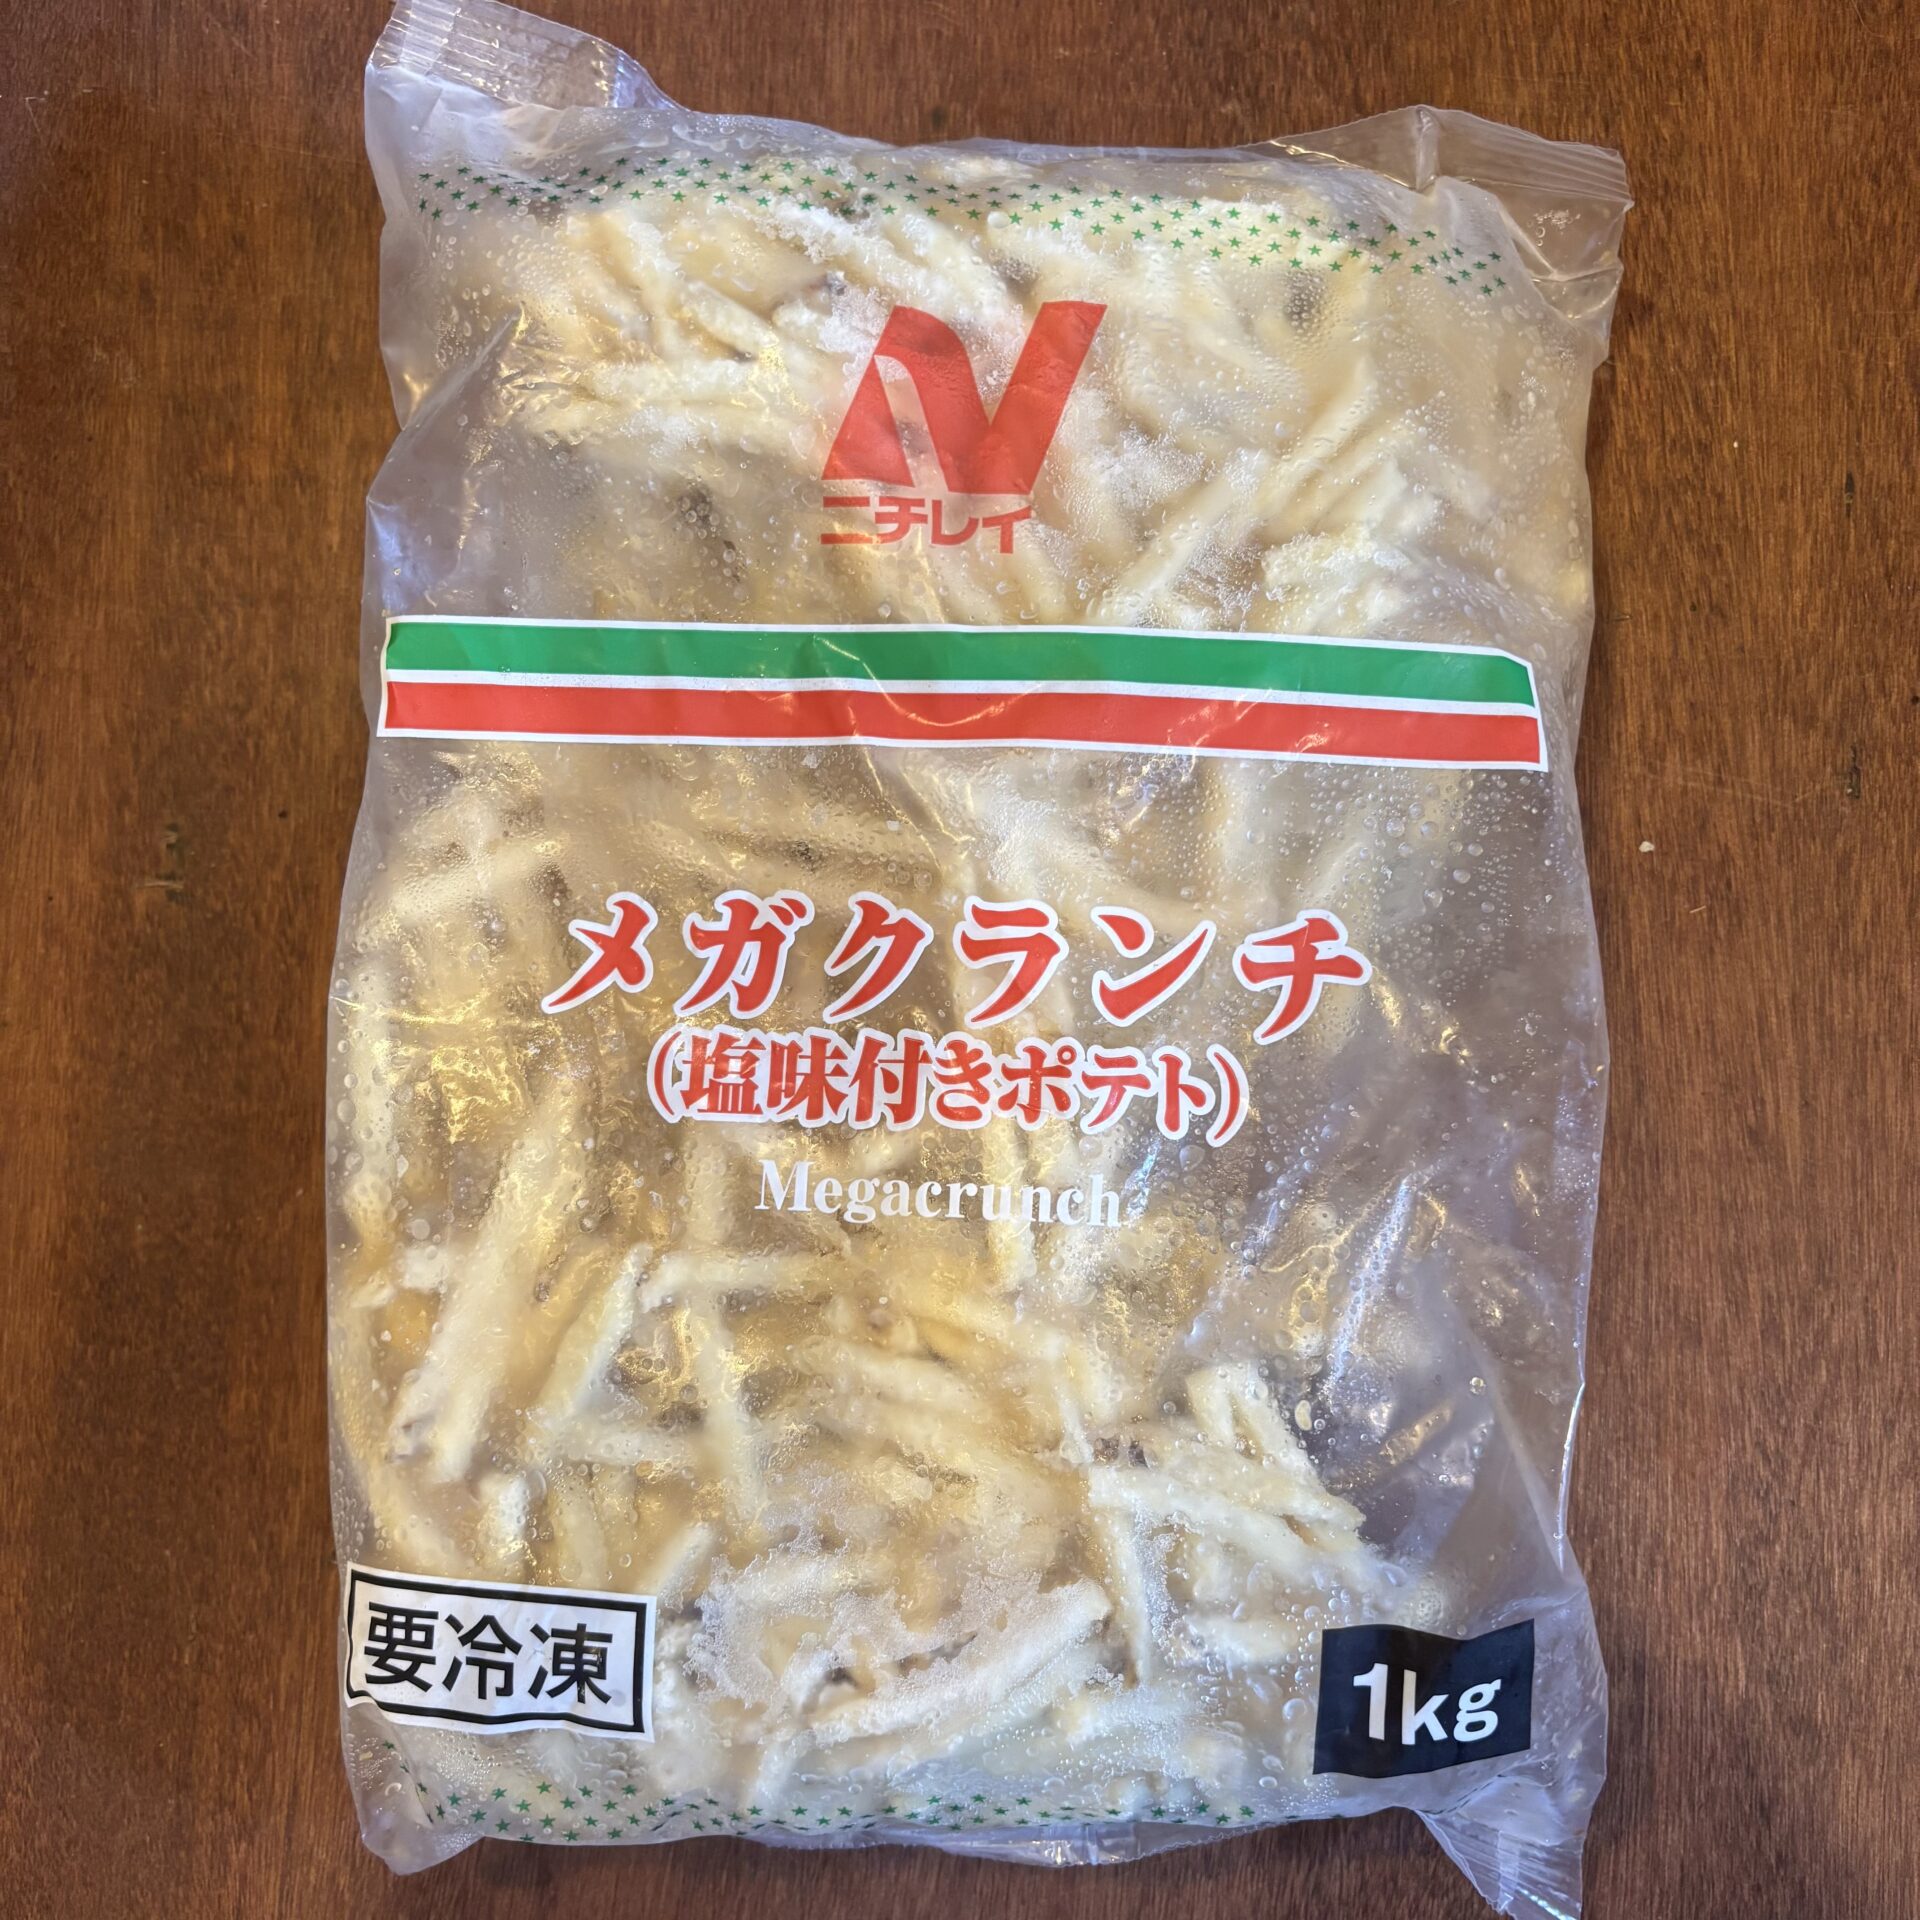 ニチレイ
メガクランチ
(塩味付きポテト)
Megacrunch
要冷凍
1kg